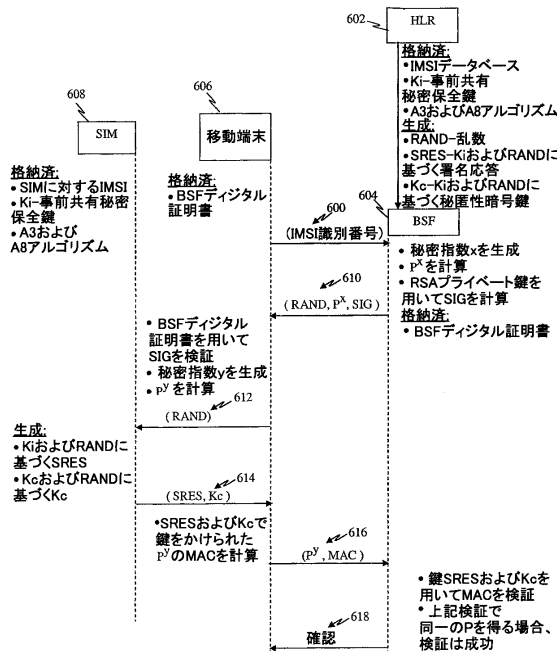 602
HLR
格納済:
• IMSIデータベース
• Ki-事前共有
秘密保全鍵
• A3およびA8アルゴリズム
生成:
• RAND-乱数
• SRES-KiおよびRANDに
基づく署名応答
• Kc-KiおよびRANDに
基づく秘匿性暗号鍵
608
SIM
606
移動端末
604
BSF
格納済:
• SIMに対するIMSI
• Ki-事前共有秘密
保全鍵
• A3および
A8アルゴリズム
格納済:
• BSFディジタル
証明書
600
(IMSI識別番号)
• 秘密指数xを生成
• P^x を計算
• RSAプライベート鍵を
用いてSIGを計算
格納済:
• BSFディジタル証明書
610
(RAND, P^x, SIG)
• BSFディジタル
証明書を用いて
SIGを検証
• 秘密指数yを生成
• P^y を計算
612
(RAND)
生成:
• KiおよびRANDに
基づくSRES
• KcおよびRANDに
基づくKc
614
(SRES, Kc)
•SRESおよびKcで
鍵をかけられた
P^yのMACを計算
616
(P^y, MAC)
• 鍵SRESおよびKcを
用いてMACを検証
• 上記検証で
同一のPを得る場合、
検証は成功
618
確認